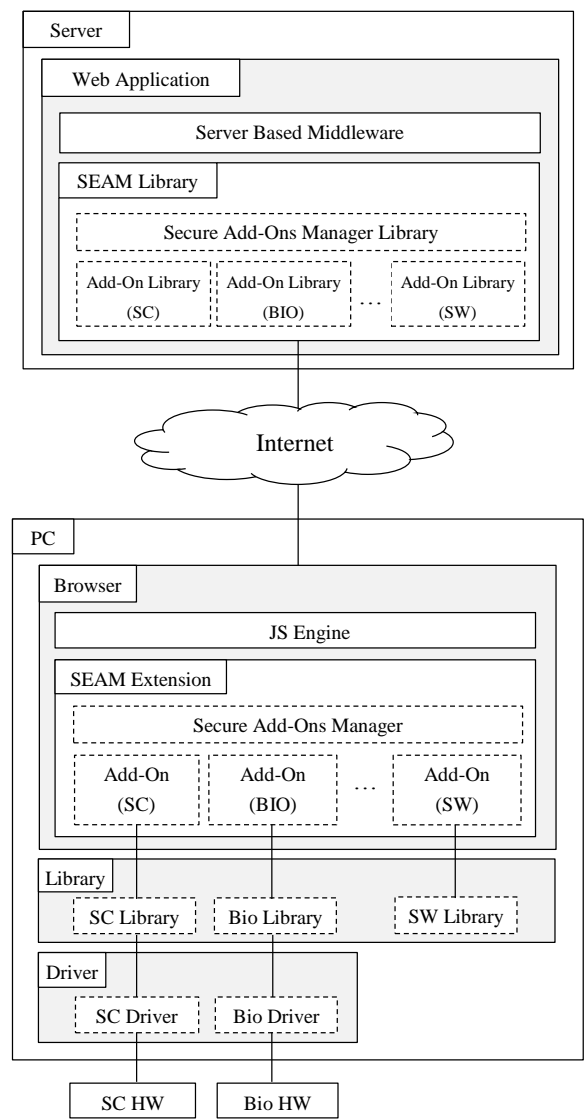 Server
Web Application
Server Based Middleware
SEAM Library
Secure Add-Ons Manager Library
Add-On Library
(SC)
Add-On Library
(BIO)
...
Add-On Library
(SW)
Internet
PC
Browser
JS Engine
SEAM Extension
Secure Add-Ons Manager
Add-On
(SC)
Add-On
(BIO)
...
Add-On
(SW)
Library
SC Library
Bio Library
SW Library
Driver
SC Driver
Bio Driver
SC HW
Bio HW